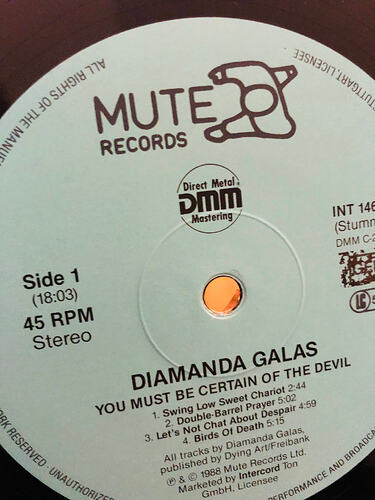 ALL RIGHTS OF THE
STUTTGART, LICENSEE
MUTE
RECORDS
Direct Metal
DMM
Mastering
INT 146
(Stumm
DMM
LC
Side 1
(18:03)
45 RPM
Stereo
DIAMANDA GALAS
YOU MUST BE CERTAIN OF THE DEVIL
1. Swing Low Sweet Chariot 2:44
2. Double-Barrel Prayer 5:02
3. Let's Not Chat About Despair 4:59
4. Birds Of Death 5:15
All tracks by Diamanda Galas,
published by Dying Art/Freibank
℗ & © 1988 Mute Records Ltd.
Marketed by Intercord Ton
GmbH, Licensee
RESERVED · UNAUTHORIZED
PERFORMANCE AND